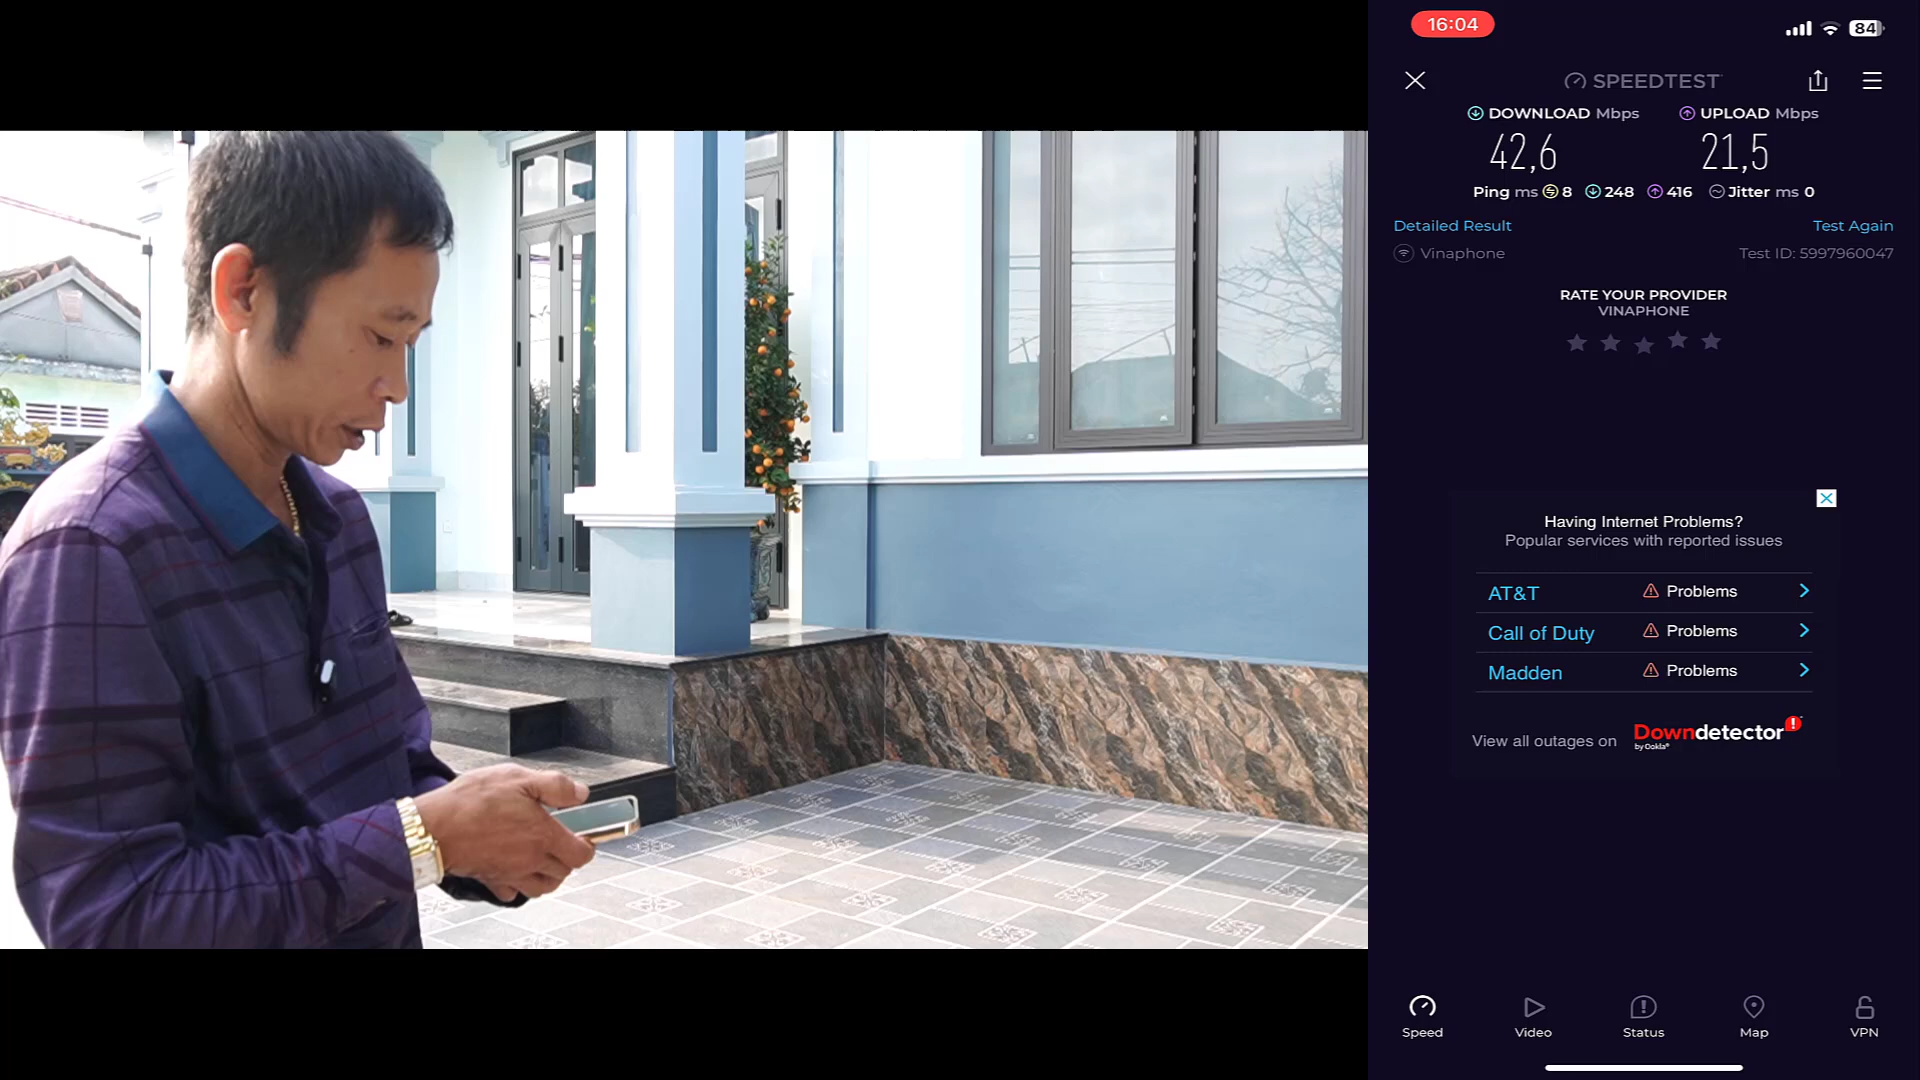 16:04
84
SPEEDTEST
DOWNLOAD Mbps
UPLOAD Mbps
42,6
21,5
Ping ms 8 248 416 Jitter ms 0
Detailed Result
Test Again
Vinaphone
Test ID: 5997960047
RATE YOUR PROVIDER
VINAPHONE
Having Internet Problems?
Popular services with reported issues
AT&T Problems
Call of Duty Problems
Madden Problems
View all outages on Downdetector
by Ookla®
Speed
Video
Status
Map
VPN